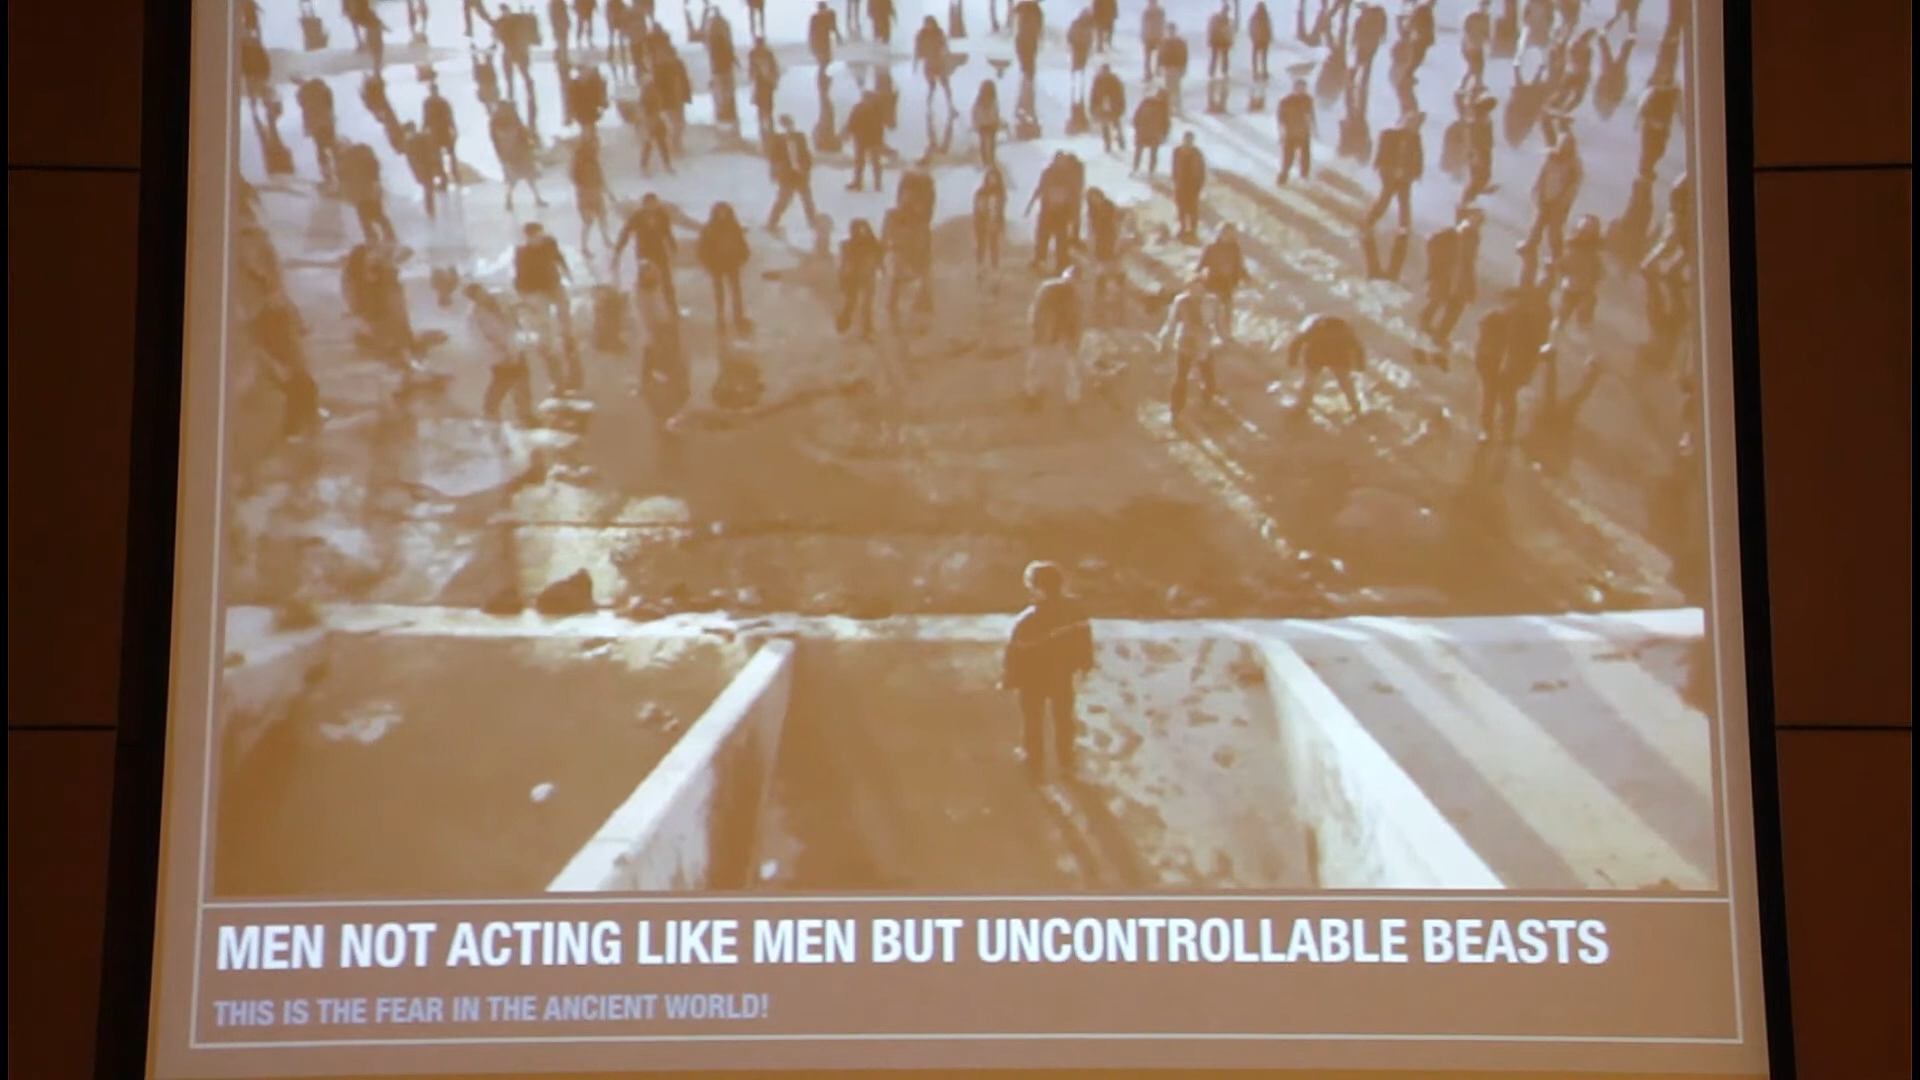 MEN NOT ACTING LIKE MEN BUT UNCONTROLLABLE BEASTS
THIS IS THE FEAR IN THE ANCIENT WORLD!